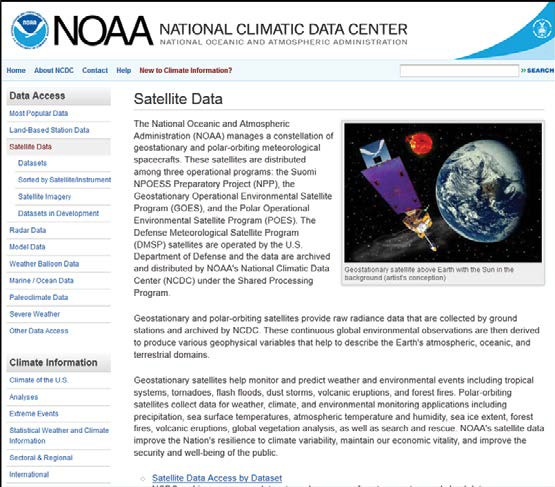 NOAA
NOAA NATIONAL CLIMATIC DATA CENTER
NATIONAL OCEANIC AND ATMOSPHERIC ADMINISTRATION
Home About NCDC Contact Help New to Climate Information?
» SEARCH
Data Access
Most Popular Data
Land-Based Station Data
Satellite Data
Datasets
Sorted by Satellite/Instrument
Satellite Imagery
Datasets in Development
Radar Data
Model Data
Weather Balloon Data
Marine / Ocean Data
Paleoclimate Data
Severe Weather
Other Data Access
Climate Information
Climate of the U.S.
Analyses
Extreme Events
Statistical Weather and Climate
Information
Sectoral & Regional
International
Satellite Data
The National Oceanic and Atmospheric
Administration (NOAA) manages a constellation of
geostationary and polar-orbiting meteorological
spacecrafts. These satellites are distributed
among three operational programs: the Suomi
NPOESS Preparatory Project (NPP), the
Geostationary Operational Environmental Satellite
Program (GOES), and the Polar Operational
Environmental Satellite Program (POES). The
Defense Meteorological Satellite Program
(DMSP) satellites are operated by the U.S.
Department of Defense and the data are archived
and distributed by NOAA's National Climatic Data
Center (NCDC) under the Shared Processing
Program.
Geostationary satellite above Earth with the Sun in the
background (artist's conception)
Geostationary and polar-orbiting satellites provide raw radiance data that are collected by ground
stations and archived by NCDC. These continuous global environmental observations are then derived
to produce various geophysical variables that help to describe the Earth's atmospheric, oceanic, and
terrestrial domains.
Geostationary satellites help monitor and predict weather and environmental events including tropical
systems, tornadoes, flash floods, dust storms, volcanic eruptions, and forest fires. Polar-orbiting
satellites collect data for weather, climate, and environmental monitoring applications including
precipitation, sea surface temperatures, atmospheric temperature and humidity, sea ice extent, forest
fires, volcanic eruptions, global vegetation analysis, as well as search and rescue. NOAA's satellite
data improve the Nation's resilience to climate variability, maintain our economic vitality, and improve the
security and well-being of the public.
Satellite Data Access by Dataset